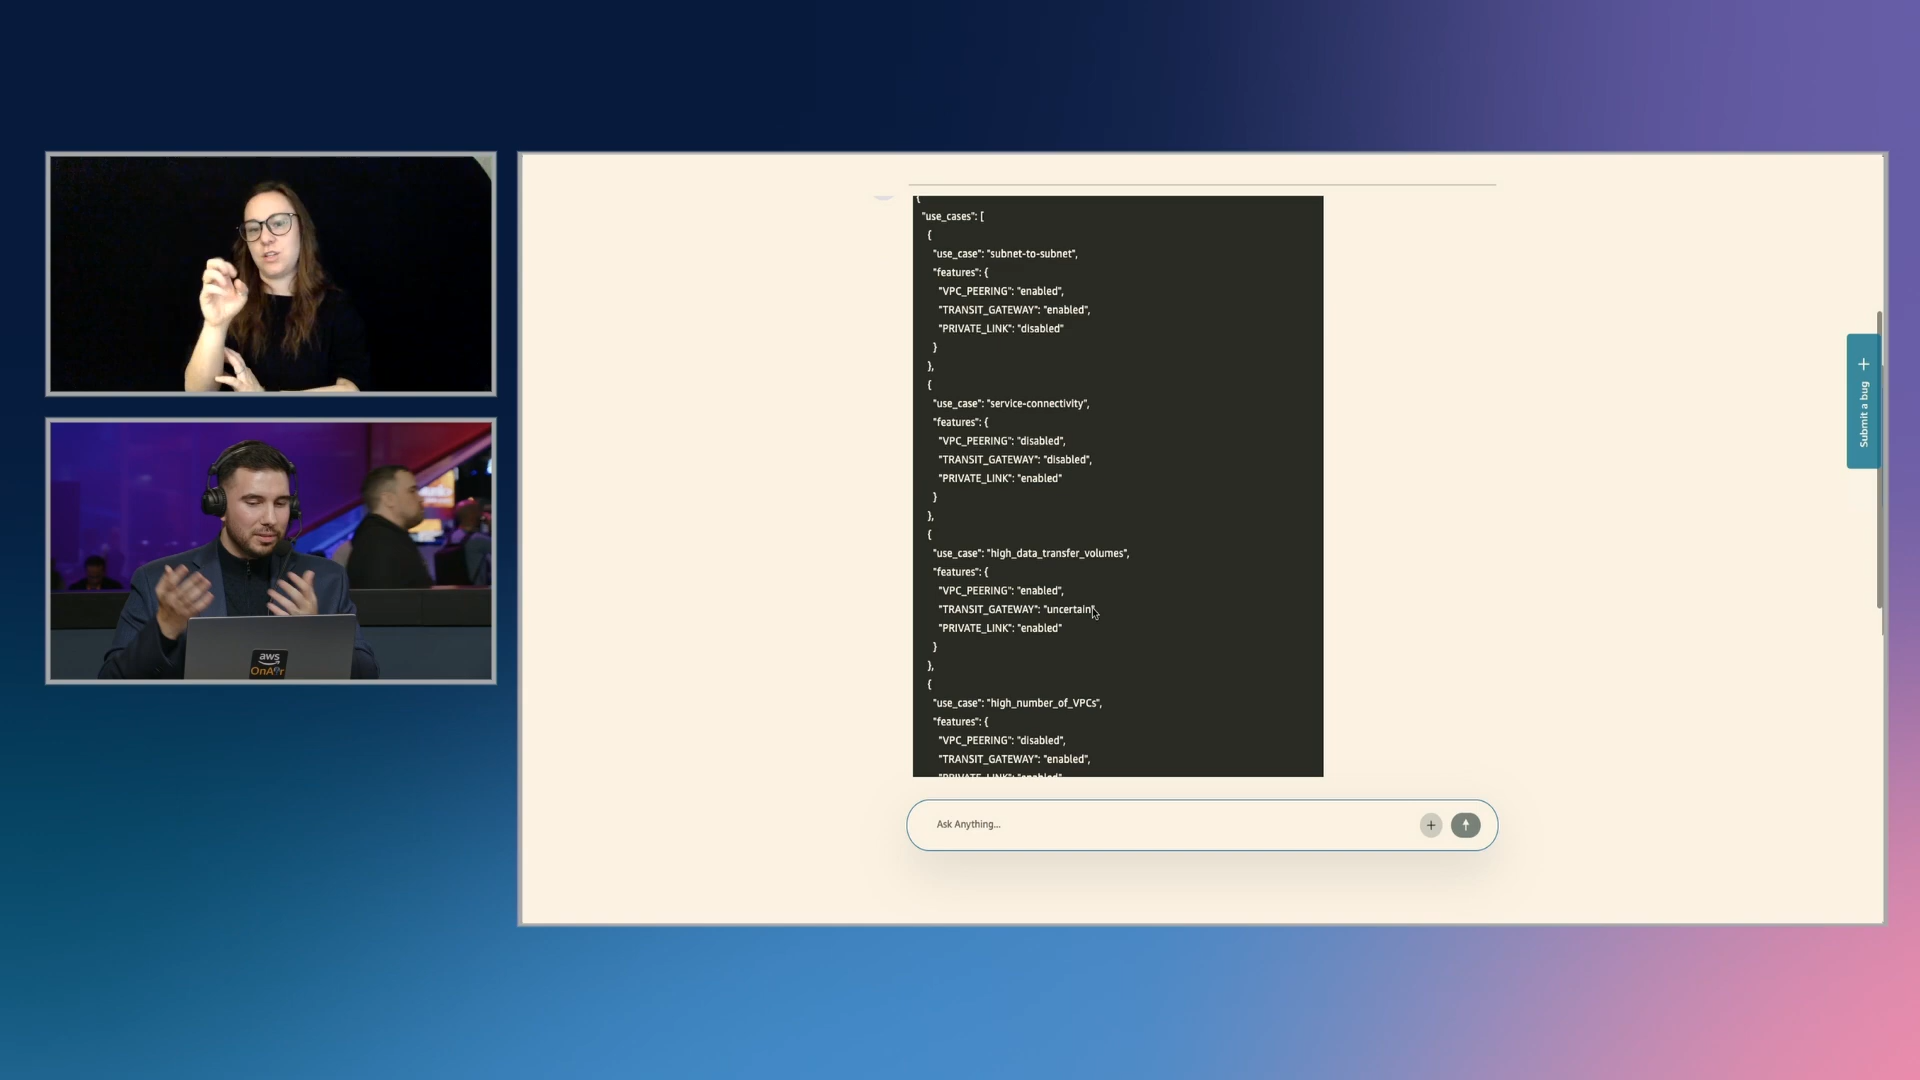 {
"use_cases": [
{
"use_case": "subnet-to-subnet",
"features": {
"VPC_PEERING": "enabled",
"TRANSIT_GATEWAY": "enabled",
"PRIVATE_LINK": "disabled"
}
},
{
"use_case": "service-connectivity",
"features": {
"VPC_PEERING": "disabled",
"TRANSIT_GATEWAY": "disabled",
"PRIVATE_LINK": "enabled"
}
},
{
"use_case": "high_data_transfer_volumes",
"features": {
"VPC_PEERING": "enabled",
"TRANSIT_GATEWAY": "uncertain",
"PRIVATE_LINK": "enabled"
}
},
{
"use_case": "high_number_of_VPCs",
"features": {
"VPC_PEERING": "disabled",
"TRANSIT_GATEWAY": "enabled",
"PRIVATE_LINK": "enabled"
Ask Anything...
Submit a bug +
aws
OnAir